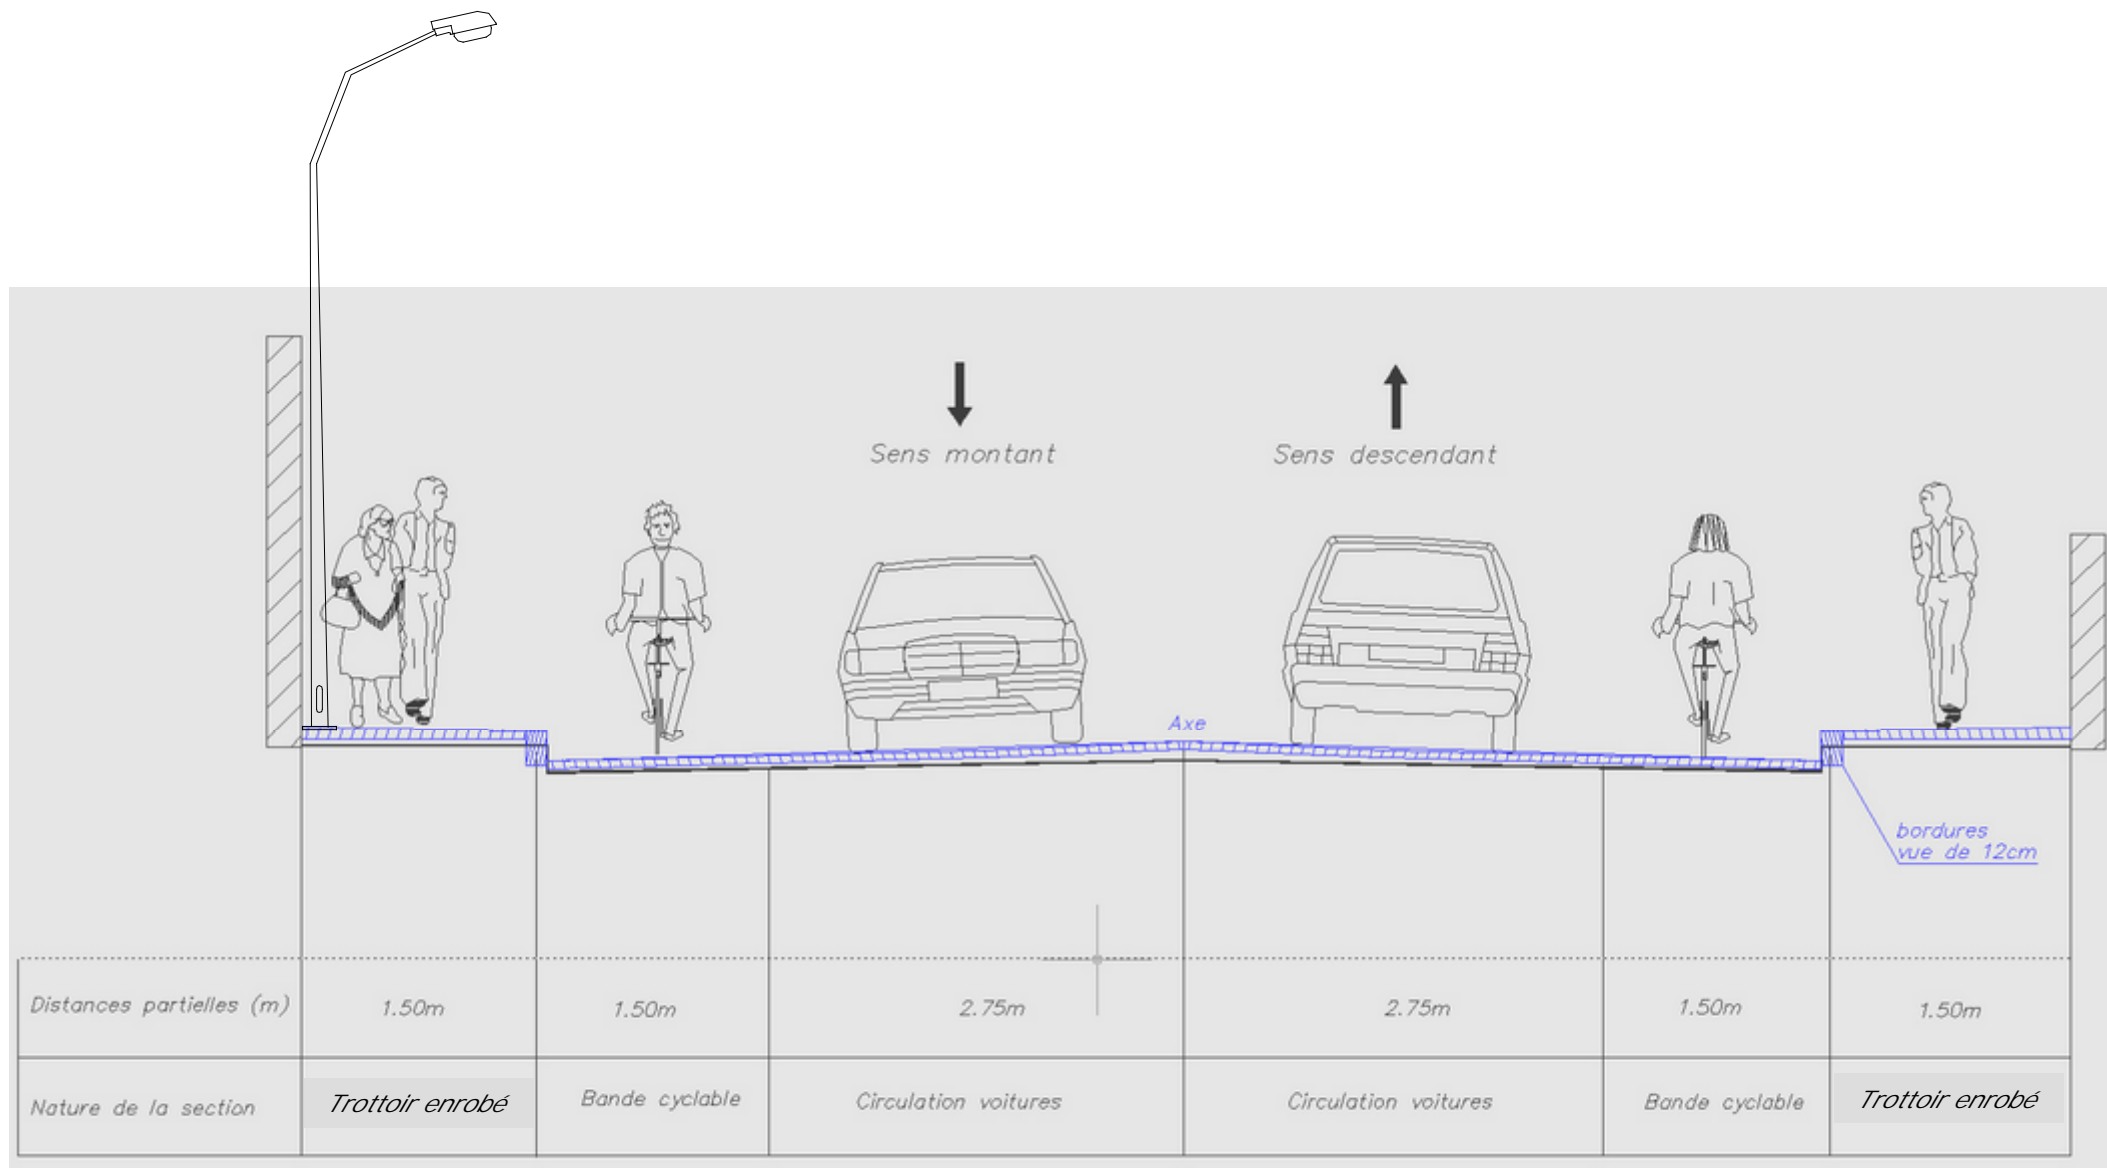 Sens montant
Sens descendant
Axe
bordures
vue de 12cm
Distances partielles (m)
1.50m
1.50m
2.75m
2.75m
1.50m
1.50m
Nature de la section
Trottoir enrobé
Bande cyclable
Circulation voitures
Circulation voitures
Bande cyclable
Trottoir enrobé